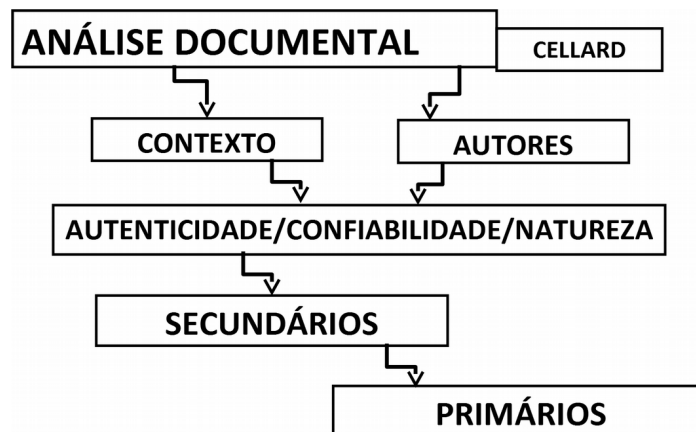 ANÁLISE DOCUMENTAL
CELLARD
CONTEXTO
AUTORES
AUTENTICIDADE/CONFIABILIDADE/NATUREZA
SECUNDÁRIOS
PRIMÁRIOS